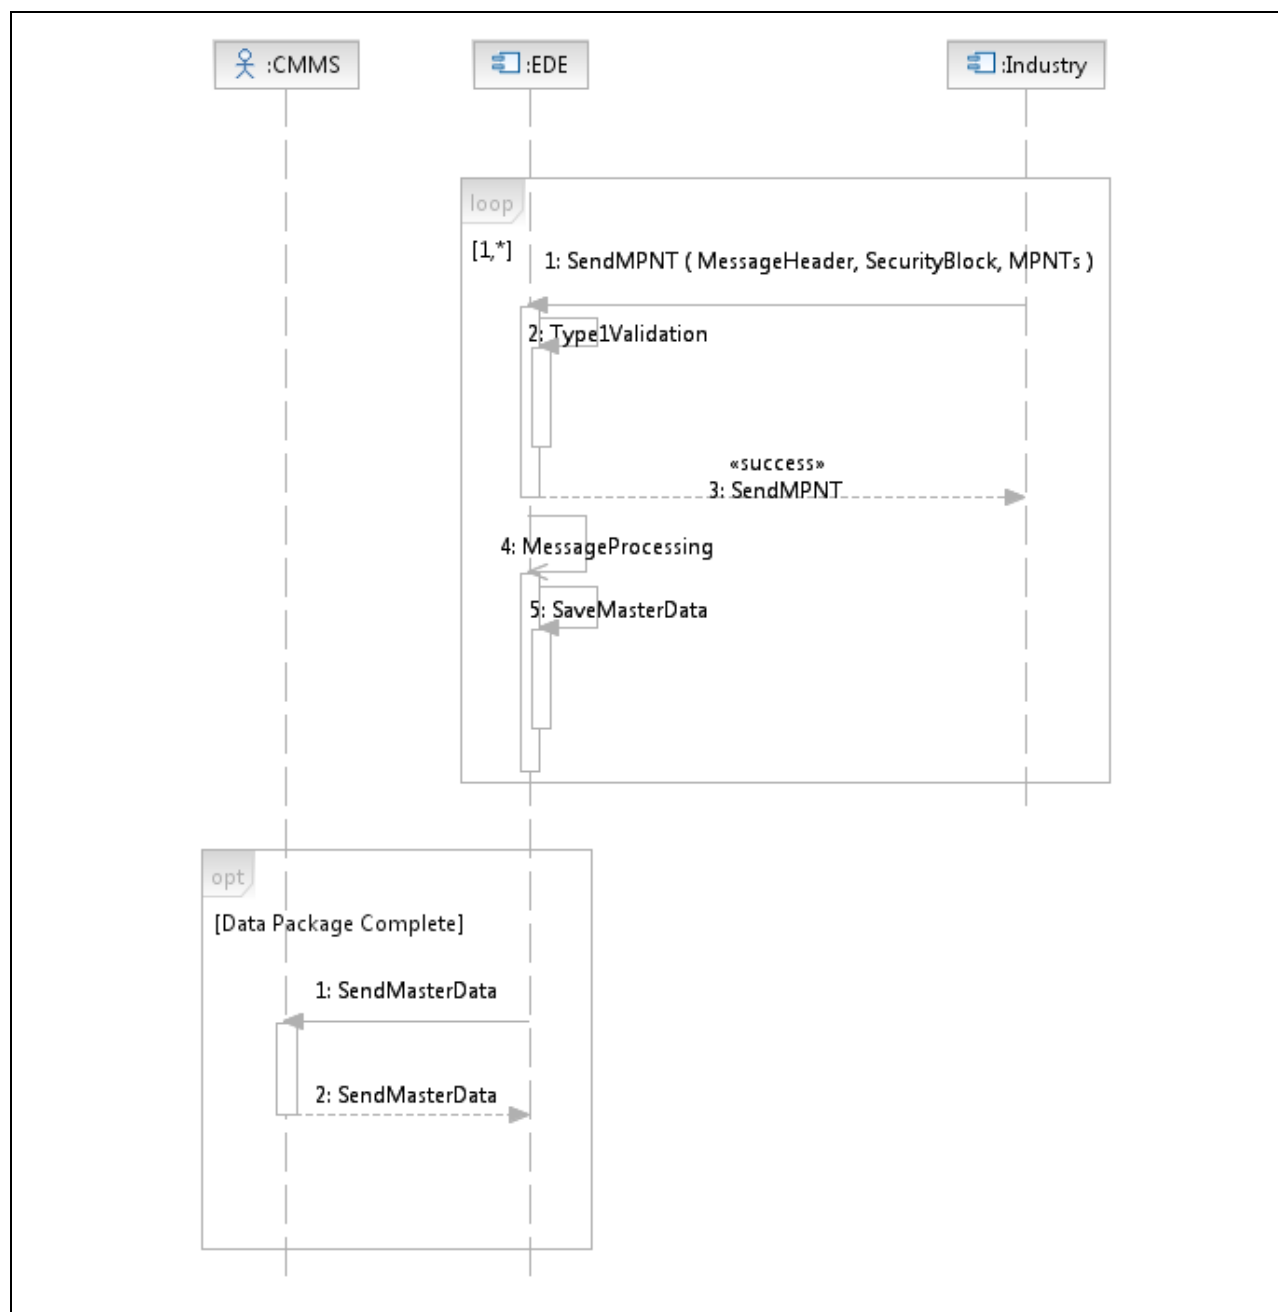 :CMMS
:EDE
:Industry
loop
[1,*]
1: SendMPNT ( MessageHeader, SecurityBlock, MPNTs )
2: Type1Validation
«success»
3: SendMPNT
4: MessageProcessing
5: SaveMasterData
opt
[Data Package Complete]
1: SendMasterData
2: SendMasterData